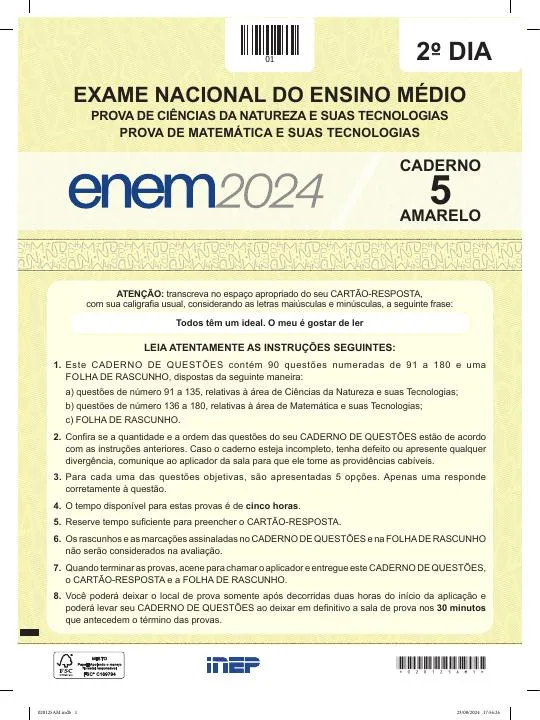 01
2º DIA
EXAME NACIONAL DO ENSINO MÉDIO
PROVA DE CIÊNCIAS DA NATUREZA E SUAS TECNOLOGIAS
PROVA DE MATEMÁTICA E SUAS TECNOLOGIAS
enem2024
CADERNO
5
AMARELO
ATENÇÃO: transcreva no espaço apropriado do seu CARTÃO-RESPOSTA,
com sua caligrafia usual, considerando as letras maiúsculas e minúsculas, a seguinte frase:
Todos têm um ideal. O meu é gostar de ler
LEIA ATENTAMENTE AS INSTRUÇÕES SEGUINTES:
1. Este CADERNO DE QUESTÕES contém 90 questões numeradas de 91 a 180 e uma
FOLHA DE RASCUNHO, dispostas da seguinte maneira:
a) questões de número 91 a 135, relativas à área de Ciências da Natureza e suas Tecnologias;
b) questões de número 136 a 180, relativas à área de Matemática e suas Tecnologias;
c) FOLHA DE RASCUNHO.
2. Confira se a quantidade e a ordem das questões do seu CADERNO DE QUESTÕES estão de acordo
com as instruções anteriores. Caso o caderno esteja incompleto, tenha defeito ou apresente qualquer
divergência, comunique ao aplicador da sala para que ele tome as providências cabíveis.
3. Para cada uma das questões objetivas, são apresentadas 5 opções. Apenas uma responde
corretamente à questão.
4. O tempo disponível para estas provas é de cinco horas.
5. Reserve tempo suficiente para preencher o CARTÃO-RESPOSTA.
6. Os rascunhos e as marcações assinaladas no CADERNO DE QUESTÕES e na FOLHA DE RASCUNHO
não serão considerados na avaliação.
7. Quando terminar as provas, acene para chamar o aplicador e entregue este CADERNO DE QUESTÕES,
o CARTÃO-RESPOSTA e a FOLHA DE RASCUNHO.
8. Você poderá deixar o local de prova somente após decorridas duas horas do início da aplicação e
poderá levar seu CADERNO DE QUESTÕES ao deixar em definitivo a sala de prova nos 30 minutos
que antecedem o término das provas.
FSC
MISTO
inep